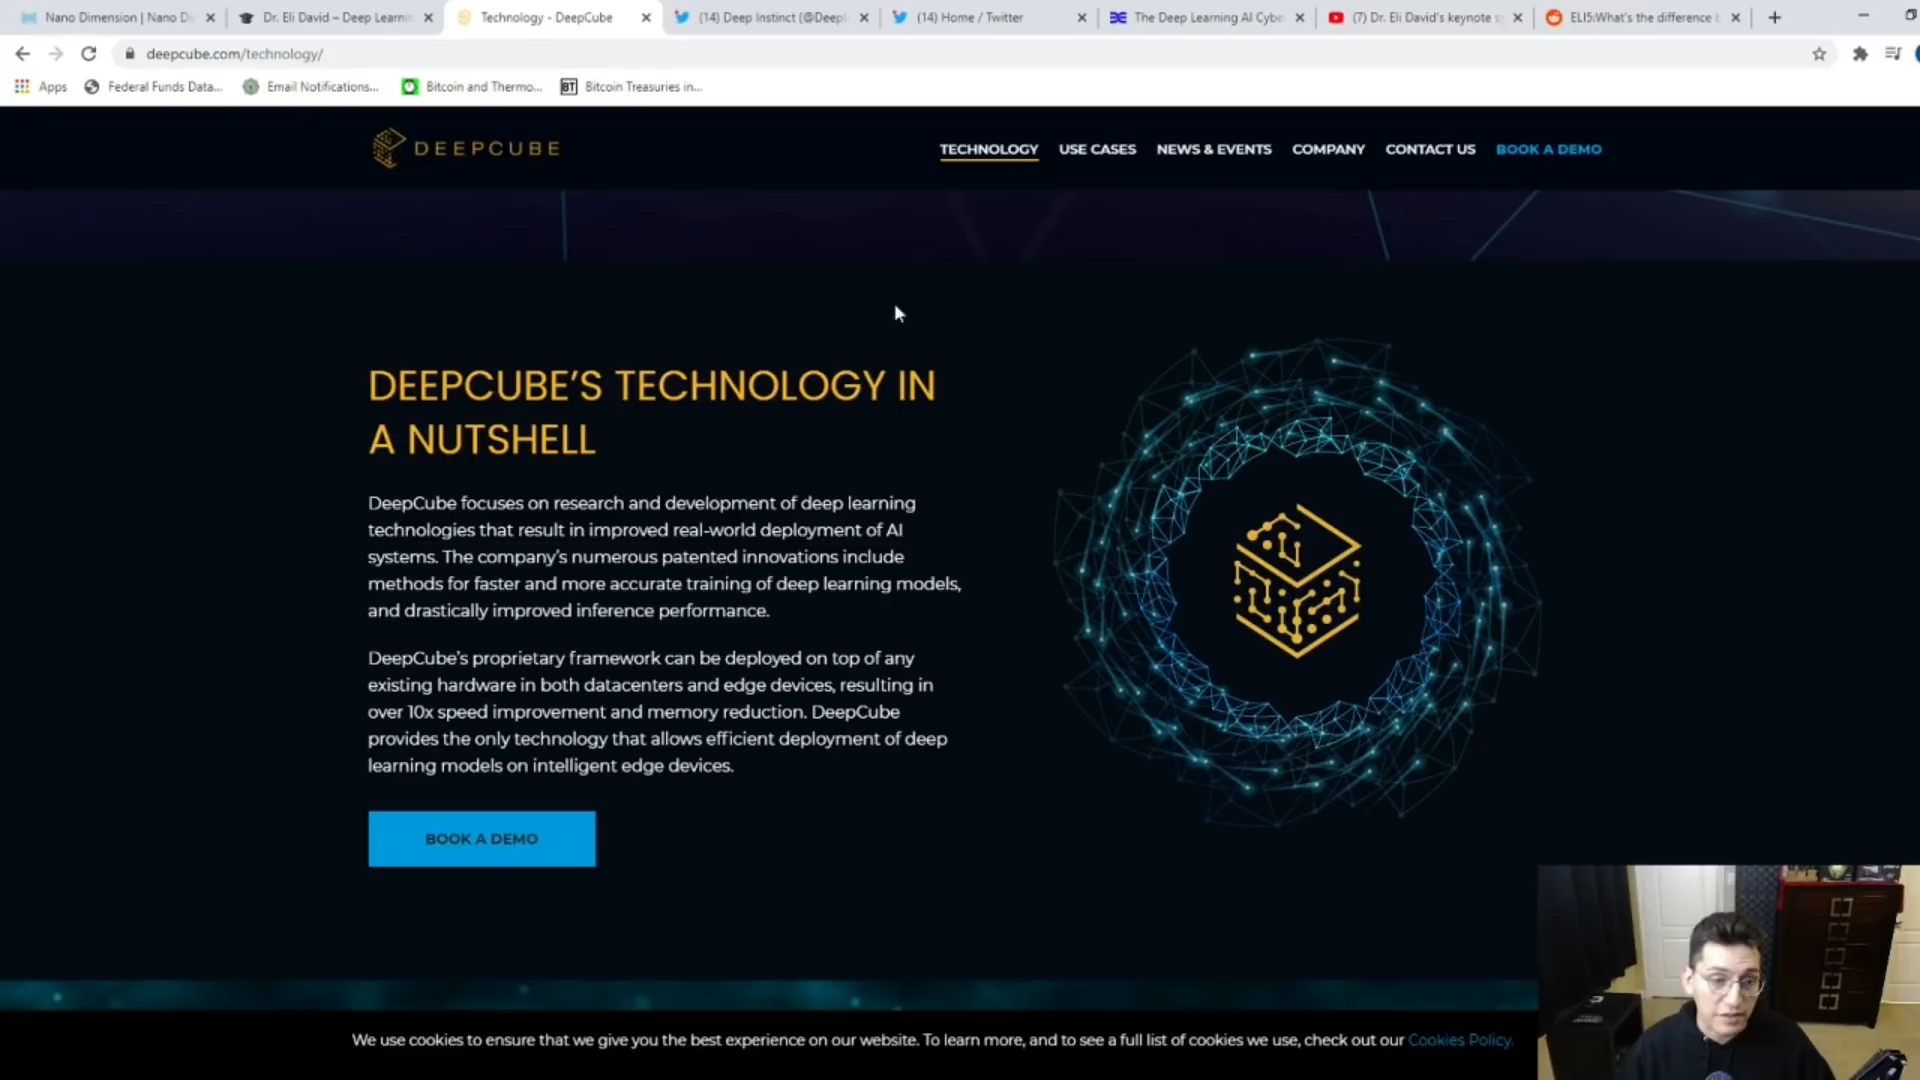 Nano Dimension | Nano Di
Dr. Eli David – Deep Learnin
Technology - DeepCube
(14) Deep Instinct (@DeepI
(14) Home / Twitter
The Deep Learning AI Cybe
(7) Dr. Eli David's keynote s
ELI5:What's the difference b
deepcube.com/technology/
Apps
Federal Funds Data...
Email Notifications...
Bitcoin and Thermo...
BT
Bitcoin Treasuries in...
DEEPCUBE
TECHNOLOGY
USE CASES
NEWS & EVENTS
COMPANY
CONTACT US
BOOK A DEMO
DEEPCUBE'S TECHNOLOGY IN
A NUTSHELL
DeepCube focuses on research and development of deep learning
technologies that result in improved real-world deployment of AI
systems. The company's numerous patented innovations include
methods for faster and more accurate training of deep learning models,
and drastically improved inference performance.
DeepCube's proprietary framework can be deployed on top of any
existing hardware in both datacenters and edge devices, resulting in
over 10x speed improvement and memory reduction. DeepCube
provides the only technology that allows efficient deployment of deep
learning models on intelligent edge devices.
BOOK A DEMO
We use cookies to ensure that we give you the best experience on our website. To learn more, and to see a full list of cookies we use, check out our Cookies Policy.